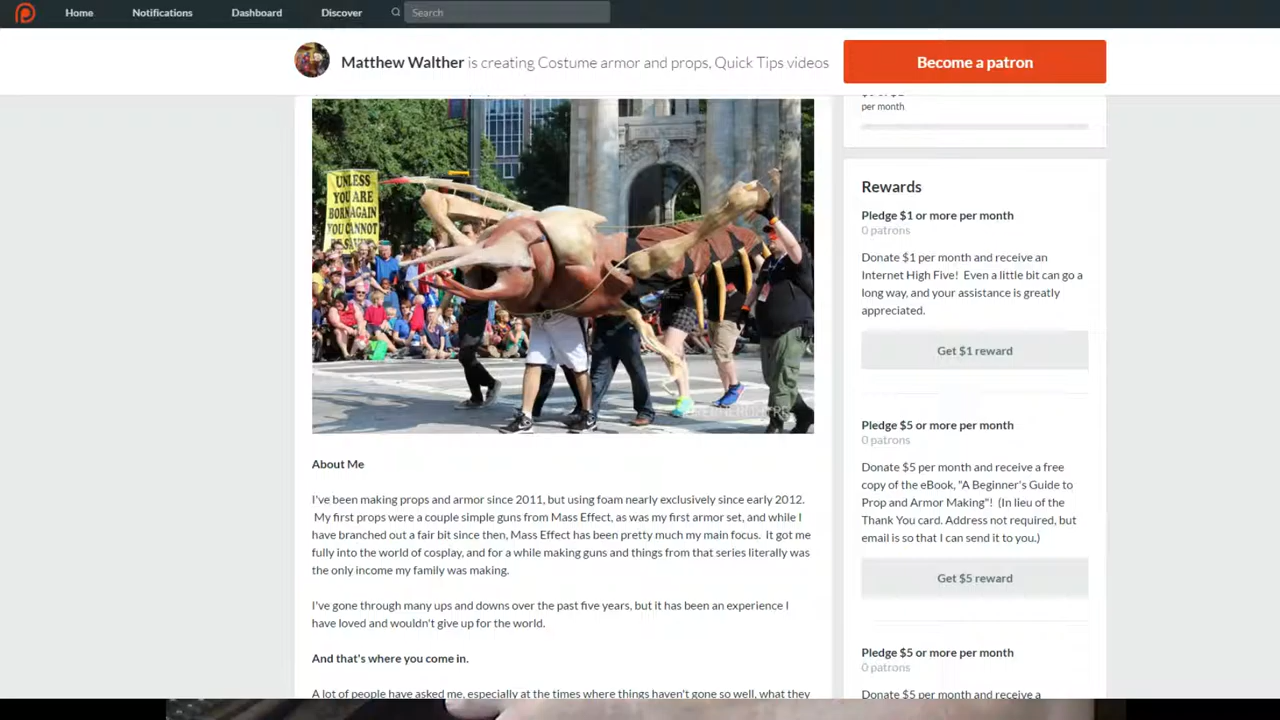 Home
Notifications
Dashboard
Discover
Search
Matthew Walther is creating Costume armor and props, Quick Tips videos
Become a patron
per month
UNLESS
YOU ARE
BORN AGAIN
YOU CANNOT
BE SAVED
About Me
I've been making props and armor since 2011, but using foam nearly exclusively since early 2012.
My first props were a couple simple guns from Mass Effect, as was my first armor set, and while I
have branched out a fair bit since then, Mass Effect has been pretty much my main focus. It got me
fully into the world of cosplay, and for a while making guns and things from that series literally was
the only income my family was making.
I've gone through many ups and downs over the past five years, but it has been an experience I
have loved and wouldn't give up for the world.
And that's where you come in.
A lot of people have asked me, especially at the times where things haven't gone so well, what they
Rewards
Pledge $1 or more per month
0 patrons
Donate $1 per month and receive an
Internet High Five! Even a little bit can go a
long way, and your assistance is greatly
appreciated.
Get $1 reward
Pledge $5 or more per month
0 patrons
Donate $5 per month and receive a free
copy of the eBook, "A Beginner's Guide to
Prop and Armor Making"! (In lieu of the
Thank You card. Address not required, but
email is so that I can send it to you.)
Get $5 reward
Pledge $5 or more per month
0 patrons
Donate $5 per month and receive a